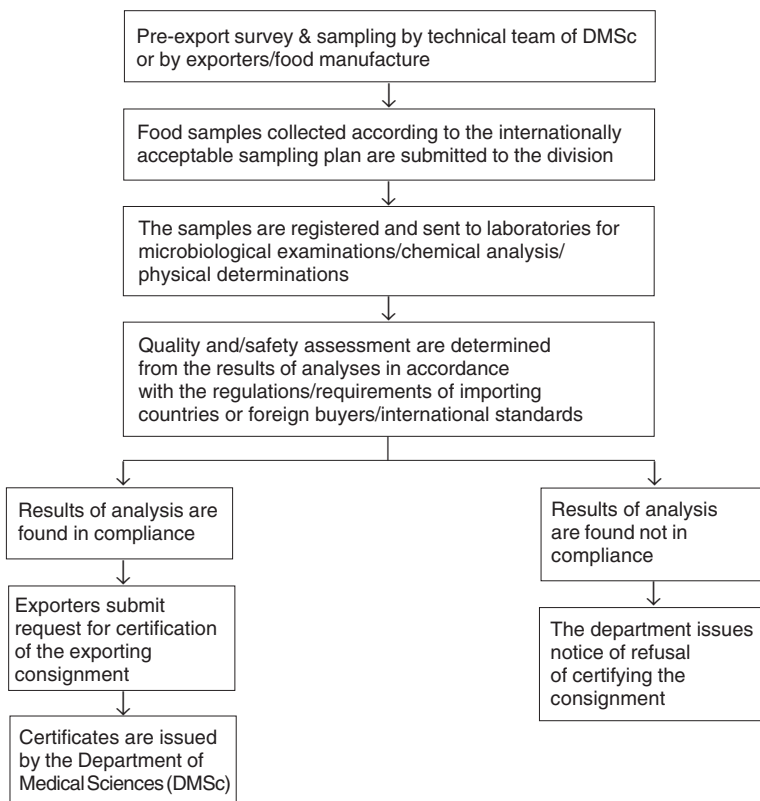 Pre-export survey & sampling by technical team of DMSc
or by exporters/food manufacture
Food samples collected according to the internationally
acceptable sampling plan are submitted to the division
The samples are registered and sent to laboratories for
microbiological examinations/chemical analysis/
physical determinations
Quality and/safety assessment are determined
from the results of analyses in accordance
with the regulations/requirements of importing
countries or foreign buyers/international standards
Results of analysis are
found in compliance
Exporters submit
request for certification
of the exporting
consignment
Certificates are issued
by the Department of
Medical Sciences (DMSc)
Results of analysis
are found not in
compliance
The department issues
notice of refusal
of certifying the
consignment